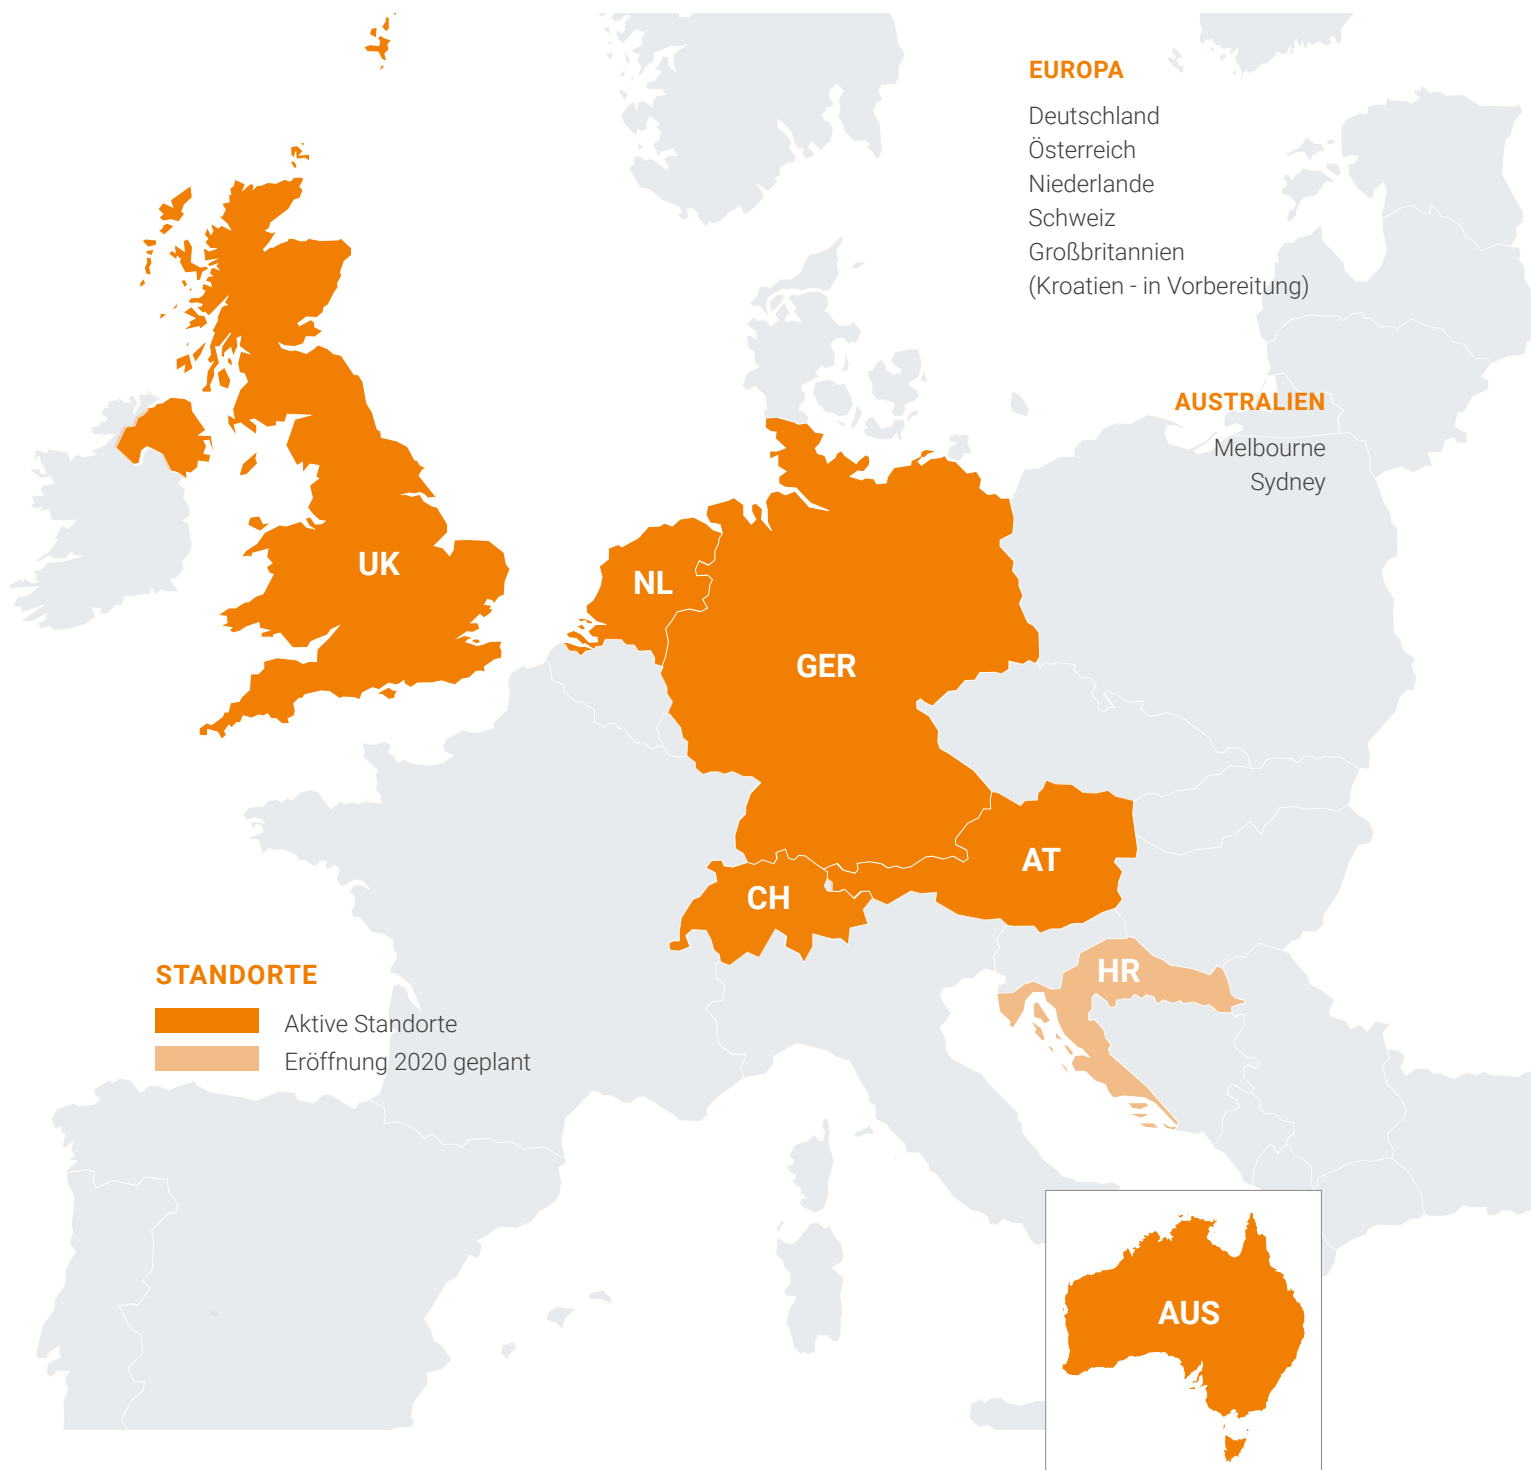 EUROPA
Deutschland
Österreich
Niederlande
Schweiz
Großbritannien
(Kroatien - in Vorbereitung)
AUSTRALIEN
Melbourne
Sydney
UK
NL
GER
AT
CH
HR
STANDORTE
Aktive Standorte
Eröffnung 2020 geplant
AUS